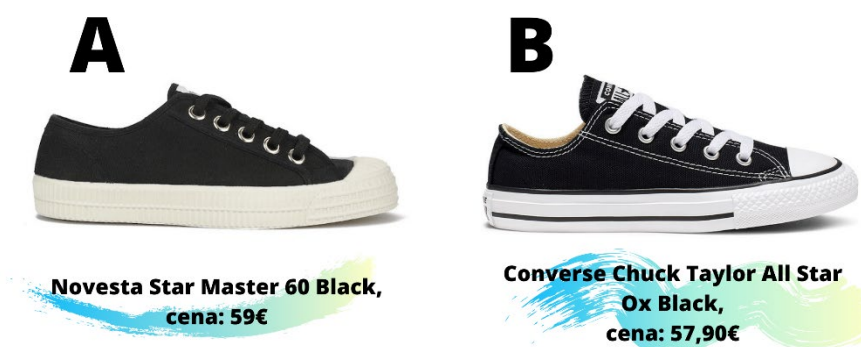 A
B
Novesta Star Master 60 Black,
cena: 59€
Converse Chuck Taylor All Star
Ox Black,
cena: 57,90€